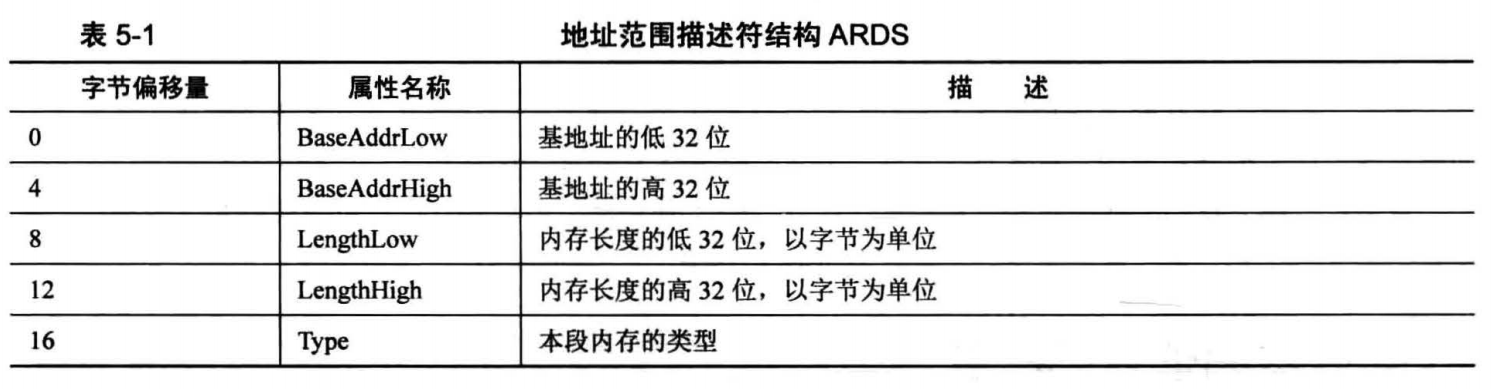 表 5-1 地址范围描述符结构 ARDS
字节偏移量 属性名称 描 述
0 BaseAddrLow 基地址的低 32 位
4 BaseAddrHigh 基地址的高 32 位
8 LengthLow 内存长度的低 32 位，以字节为单位
12 LengthHigh 内存长度的高 32 位，以字节为单位
16 Type 本段内存的类型